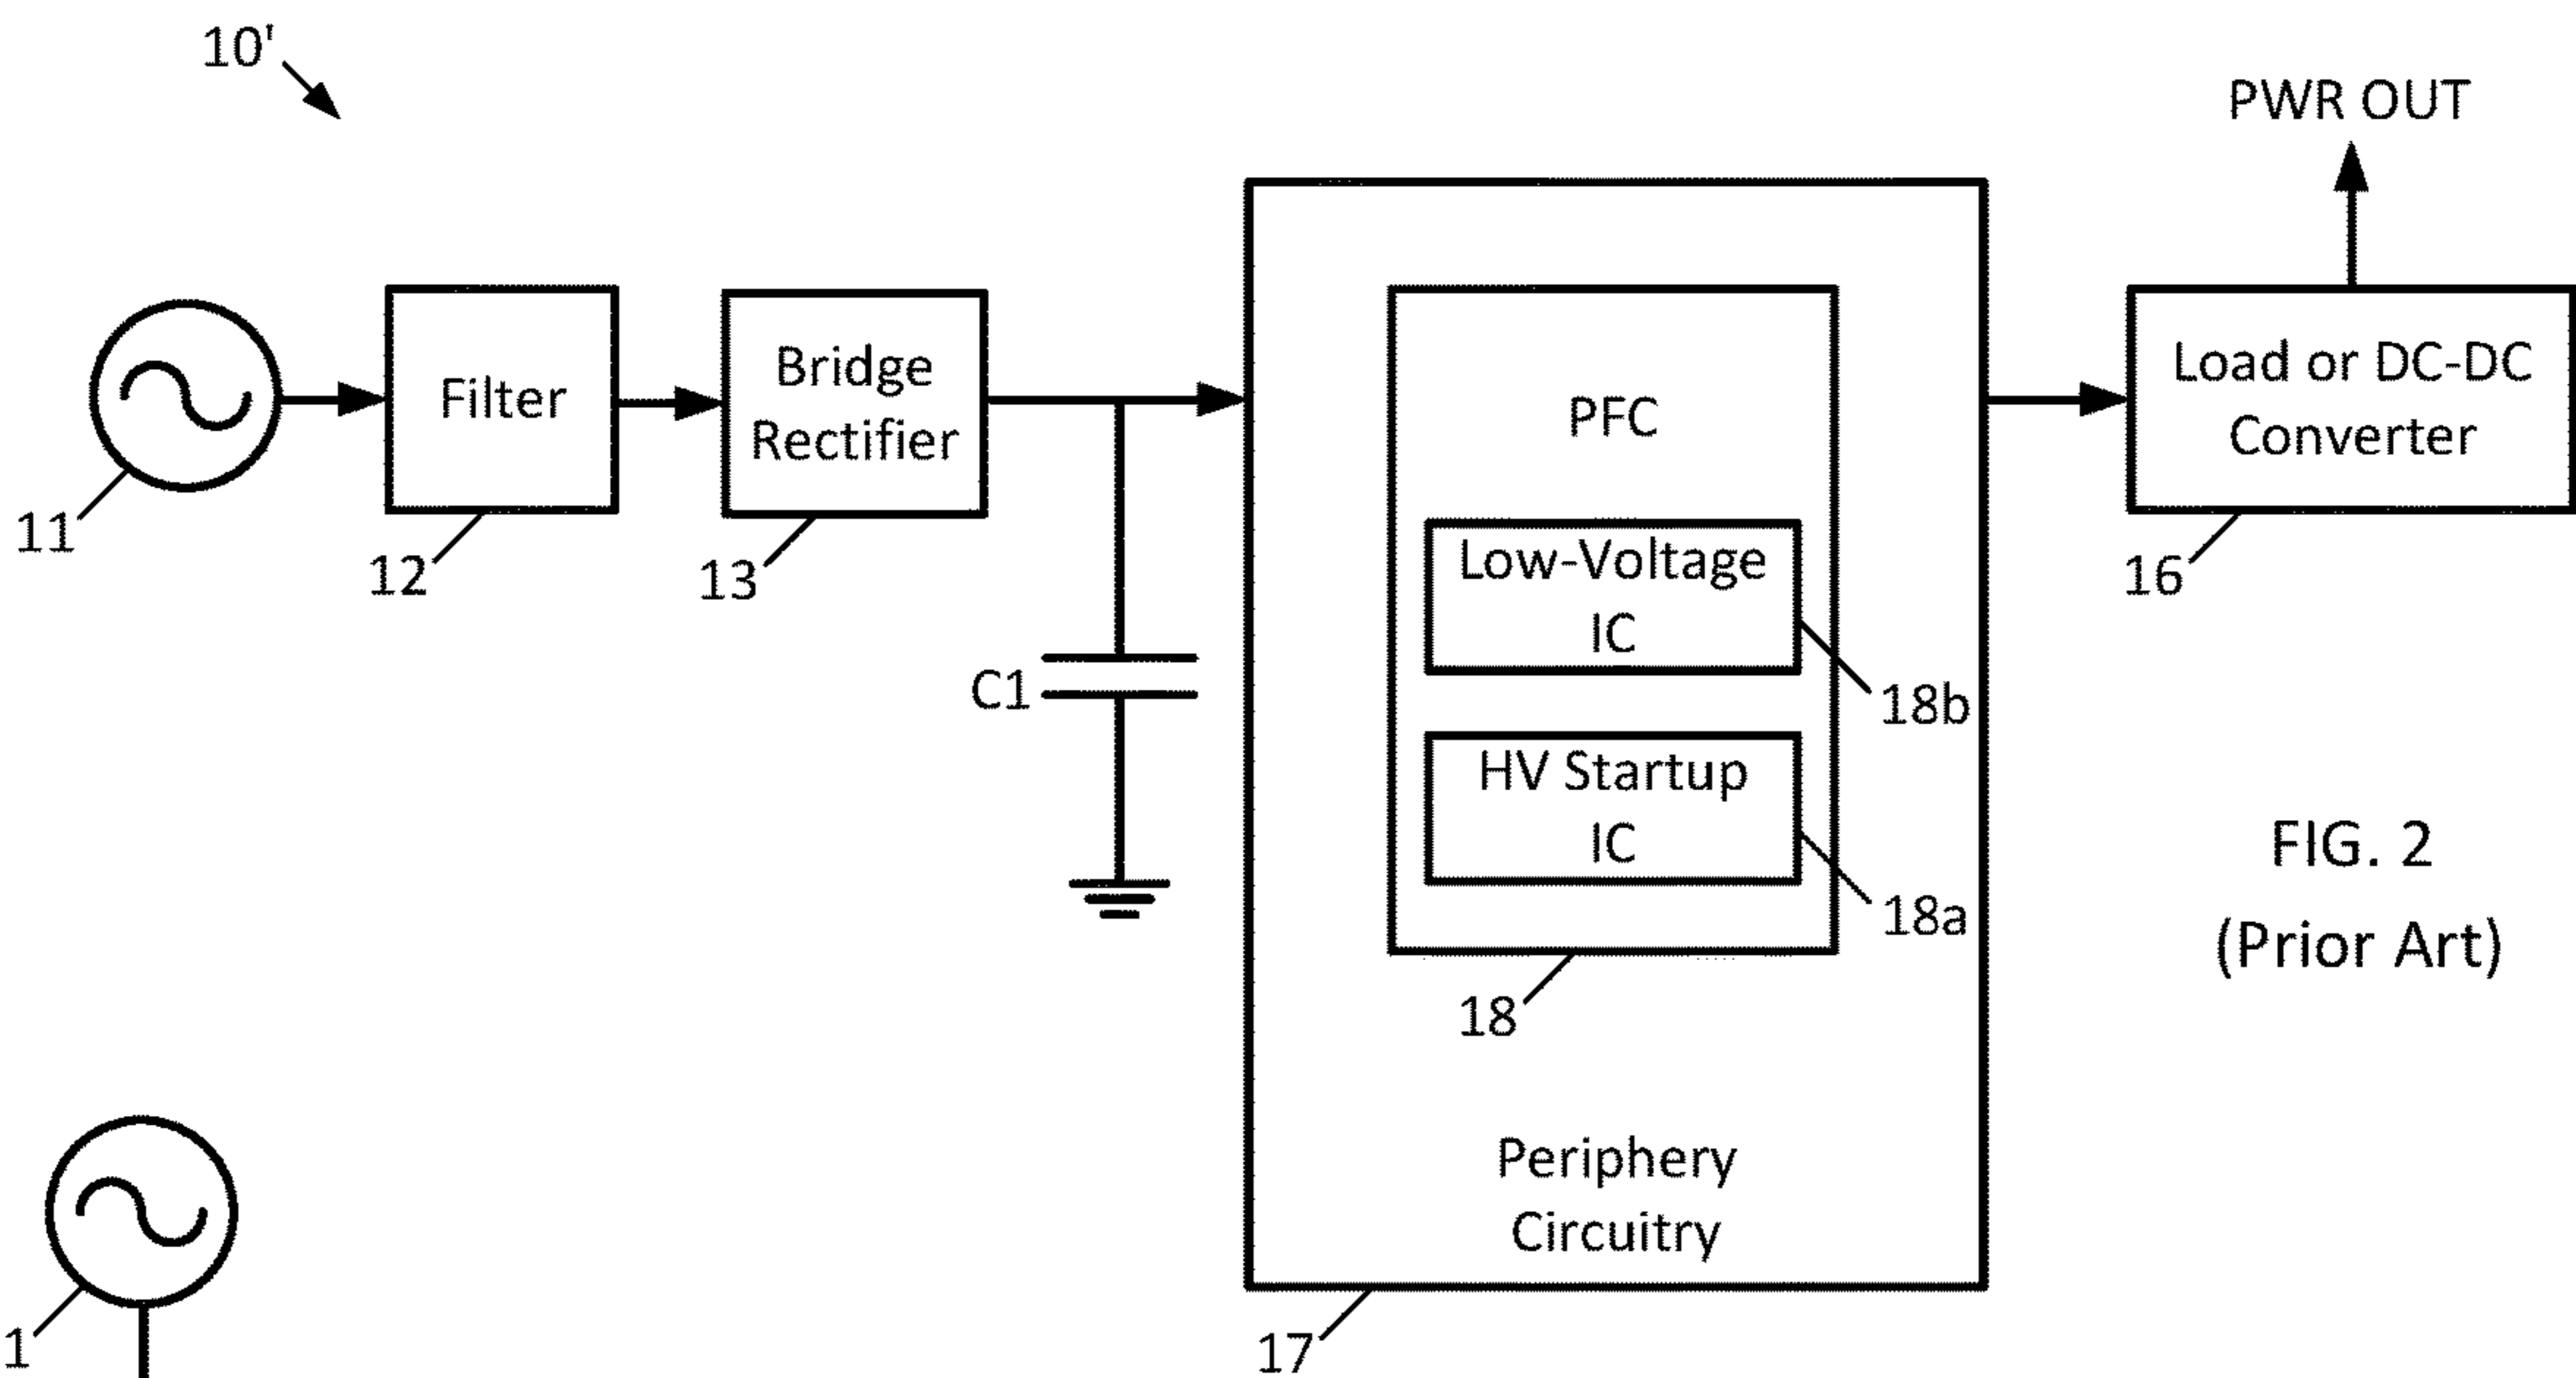 10'
PWR OUT
Filter
Bridge
Rectifier
PFC
Load or DC-DC
Converter
11
12
13
16
Low-Voltage
IC
18b
C1
HV Startup
IC
18a
18
FIG. 2
(Prior Art)
Periphery
Circuitry
17
1